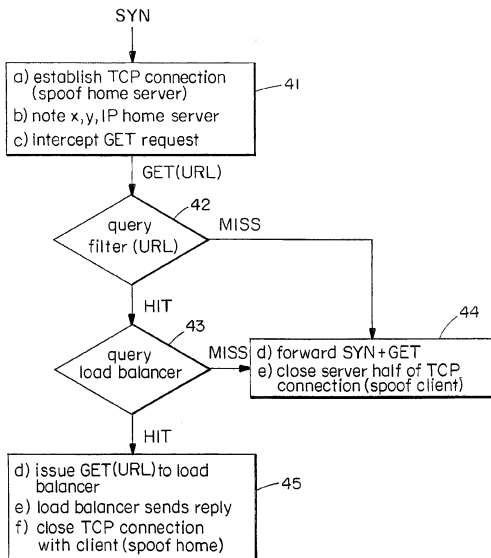 SYN
a) establish TCP connection
(spoof home server)
b) note x,y,IP home server
c) intercept GET request
41
GET(URL)
42
query
filter (URL)
MISS
HIT
43
query
load balancer
MISS
44
d) forward SYN+GET
e) close server half of TCP
connection (spoof client)
HIT
d) issue GET(URL) to load
balancer
e) load balancer sends reply
f) close TCP connection
with client (spoof home)
45